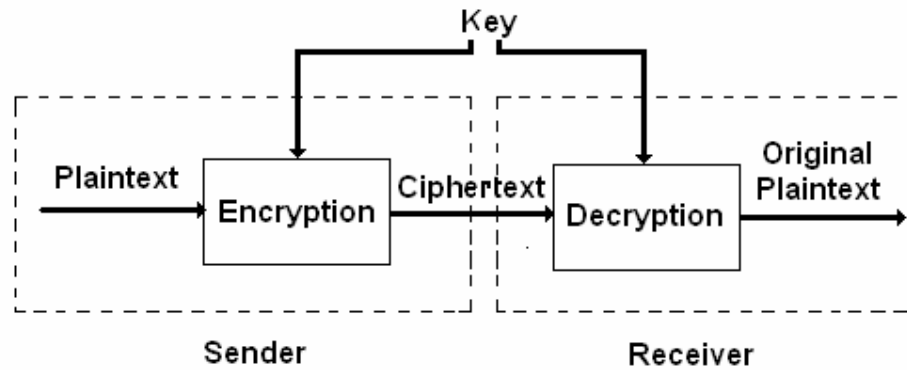 Key
Plaintext
Encryption
Ciphertext
Decryption
Original
Plaintext
Sender
Receiver